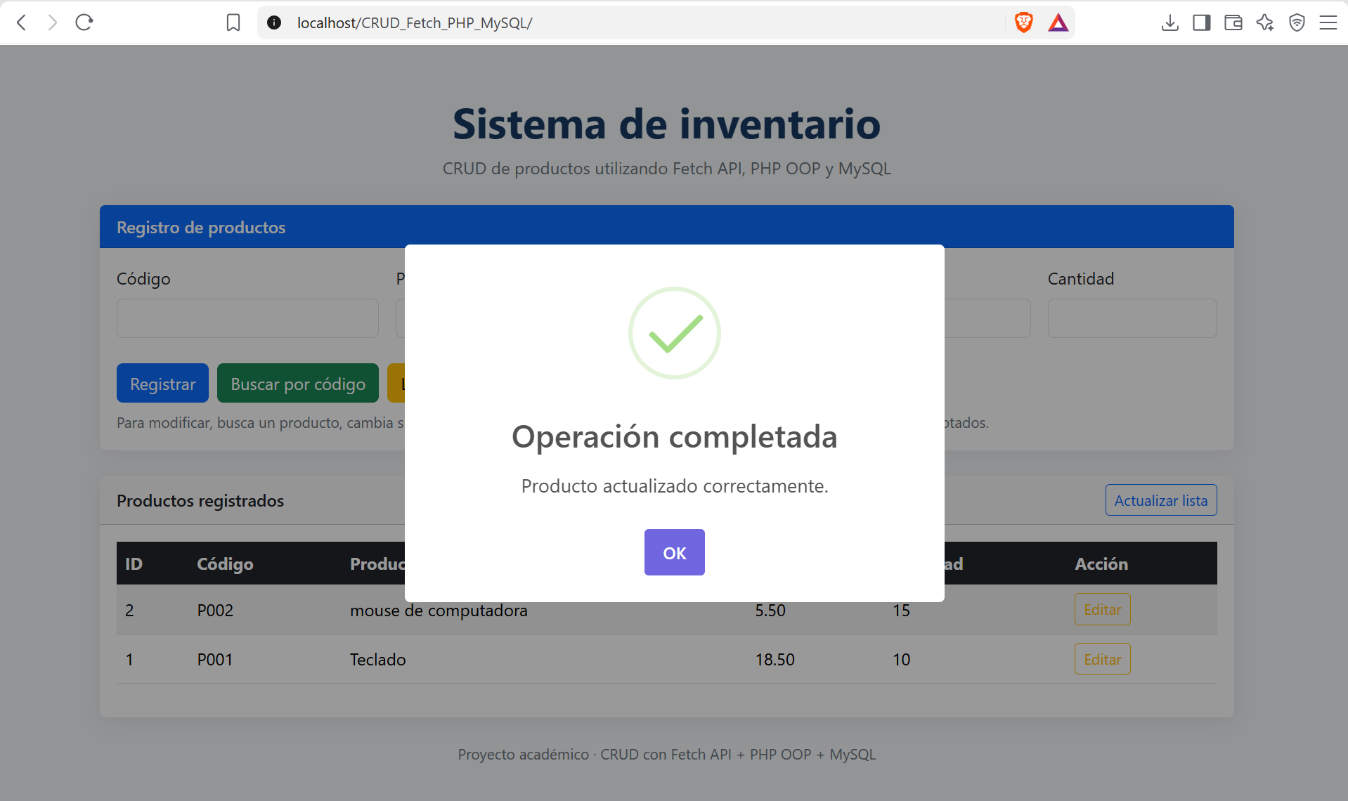 localhost/CRUD_Fetch_PHP_MySQL/
Sistema de inventario
CRUD de productos utilizando Fetch API, PHP OOP y MySQL
Registro de productos
Código
Cantidad
Registrar Buscar por código
Para modificar, busca un producto, cambia
Operación completada
Producto actualizado correctamente.
OK
Productos registrados
Actualizar lista
ID Código Acción
2 P002 mouse de computadora 5.50 15 Editar
1 P001 Teclado 18.50 10 Editar
Proyecto académico · CRUD con Fetch API + PHP OOP + MySQL